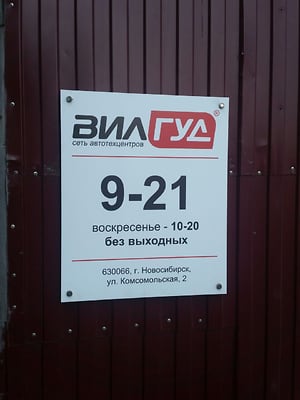 ВИЛГУД®
сеть автотехцентров
9-21
воскресенье - 10-20
без выходных
630066, г. Новосибирск,
ул. Комсомольская, 2